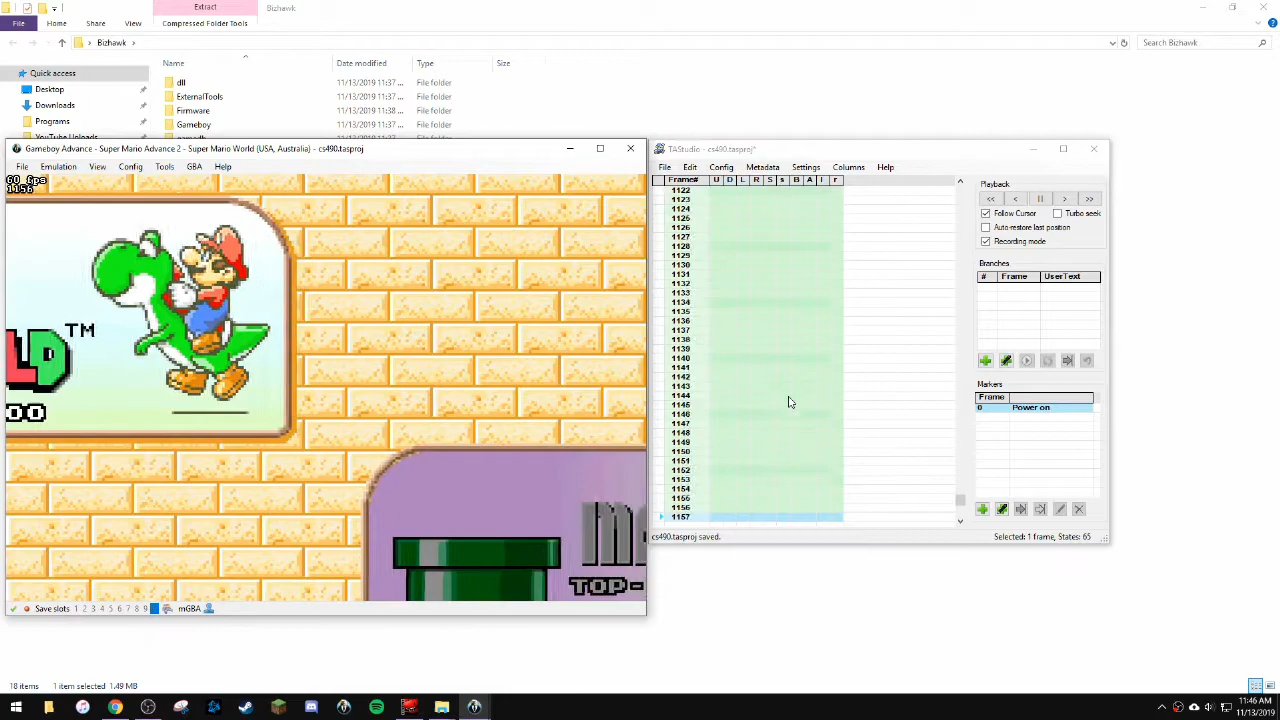 Extract
Bizhawk
File
Home
Share
View
Compressed Folder Tools
Bizhawk
Search Bizhawk
Name
Date modified
Type
Size
Quick access
Desktop
Downloads
Programs
YouTube Uploads
dll
11/13/2019 11:37 ...
File folder
ExternalTools
11/13/2019 11:37 ...
File folder
Firmware
11/13/2019 11:38 ...
File folder
Gameboy
11/13/2019 11:37 ...
File folder
Gameboy Advance - Super Mario Advance 2 - Super Mario World (USA, Australia) - cs490.tasproj
File
Emulation
View
Config
Tools
GBA
Help
60 fps
1156
LD™
TOP-
Save slots 1 2 3 4 5 6 7 8 9
mGBA
TAStudio - cs490.tasproj*
File
Edit
Config
Metadata
Settings
Columns
Help
Frame# U D L R S s B A l r
1122
1123
1124
1125
1126
1127
1128
1129
1130
1131
1132
1133
1134
1135
1136
1137
1138
1139
1140
1141
1142
1143
1144
1145
1146
1147
1148
1149
1150
1151
1152
1153
1154
1155
1156
1157
Playback
<< < || > >>
Follow Cursor
Turbo seek
Auto-restore last position
Recording mode
Branches
# Frame UserText
Markers
Frame
0 Power on
cs490.tasproj saved.
Selected: 1 frame, States: 65
18 items
1 item selected 1.49 MB
11:46 AM
11/13/2019